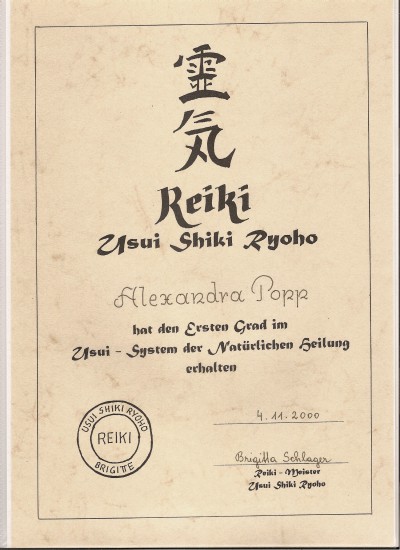 靈
気
Reiki
Usui Shiki Ryoho
Alexandra Popp
hat den Ersten Grad im
Usui - System der Natürlichen Heilung
erhalten
4.11.2000
USUI SHIKI RYOHO
REIKI
BRIGITTE
Brigitta Schlager
Reiki - Meister
Usui Shiki Ryoho